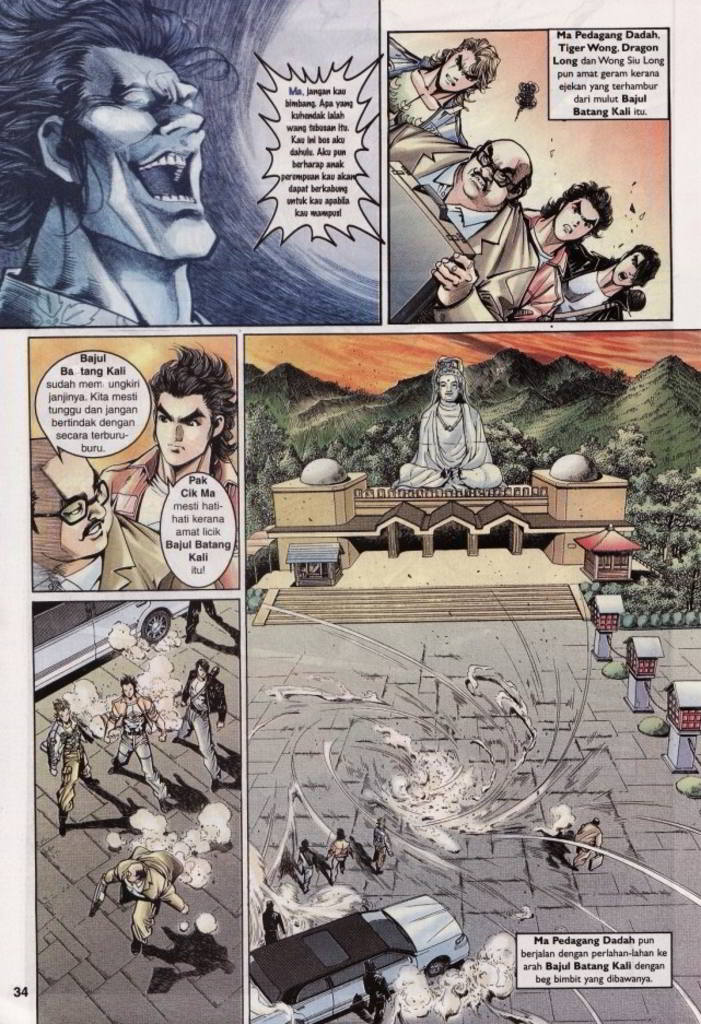 Ma, jangan kau
bimbang. Apa yang
kuhendak ialah
wang tebusan itu.
Kau ini bos aku
dahulu. Aku pun
berharap anak
perempuan kau akan
dapat berkabung
untuk kau apabila
kau mampus!
Ma Pedagang Dadah,
Tiger Wong, Dragon
Long dan Wong Siu Long
pun amat geram kerana
ejekan yang terhambur
dari mulut Bajul
Batang Kali itu.
Bajul
Ba tang Kali
sudah mem ungkiri
janjinya. Kita mesti
tunggu dan jangan
bertindak dengan
secara terburu-
buru.
Pak
Cik Ma
mesti hati-
hati kerana
amat licik
Bajul Batang
Kali
itu!
Ma Pedagang Dadah pun
berjalan dengan perlahan-lahan ke
arah Bajul Batang Kali dengan
beg bimbit yang dibawanya.
34